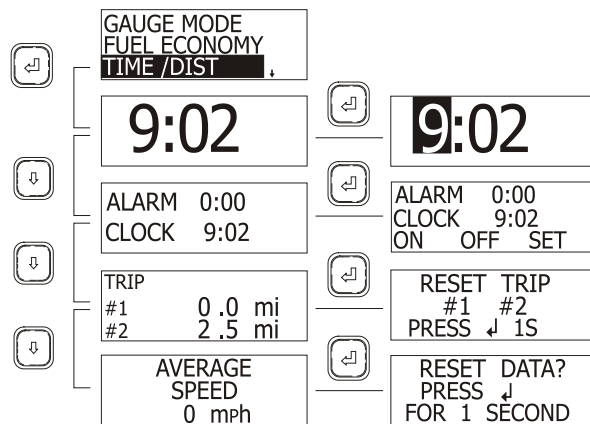 GAUGE MODE
FUEL ECONOMY
TIME /DIST ↓
9:02
9:02
ALARM 0:00
CLOCK 9:02
ALARM 0:00
CLOCK 9:02
ON OFF SET
TRIP
#1 0.0 mi
#2 2.5 mi
RESET TRIP
#1 #2
PRESS ↲ 1S
AVERAGE
SPEED
0 mPh
RESET DATA?
PRESS ↲
FOR 1 SECOND